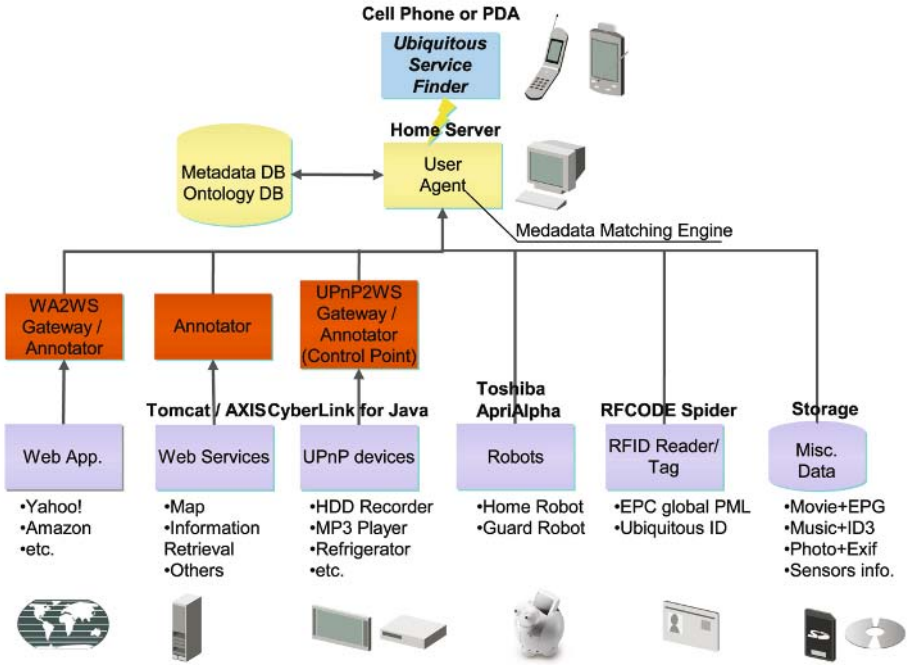 Cell Phone or PDA
Ubiquitous
Service
Finder
Home Server
User
Agent
Metadata DB
Ontology DB
Medadata Matching Engine
WA2WS
Gateway /
Annotator
Annotator
UPnP2WS
Gateway /
Annotator
(Control Point)
Tomcat / AXIS
CyberLink for Java
Toshiba
ApriAlpha
RFCODE Spider
Storage
Web App.
Web Services
UPnP devices
Robots
RFID Reader/
Tag
Misc.
Data
•Yahoo!
•Amazon
•etc.
•Map
•Information
Retrieval
•Others
•HDD Recorder
•MP3 Player
•Refrigerator
•etc.
•Home Robot
•Guard Robot
•EPC global PML
•Ubiquitous ID
•Movie+EPG
•Music+ID3
•Photo+Exif
•Sensors info.
SD